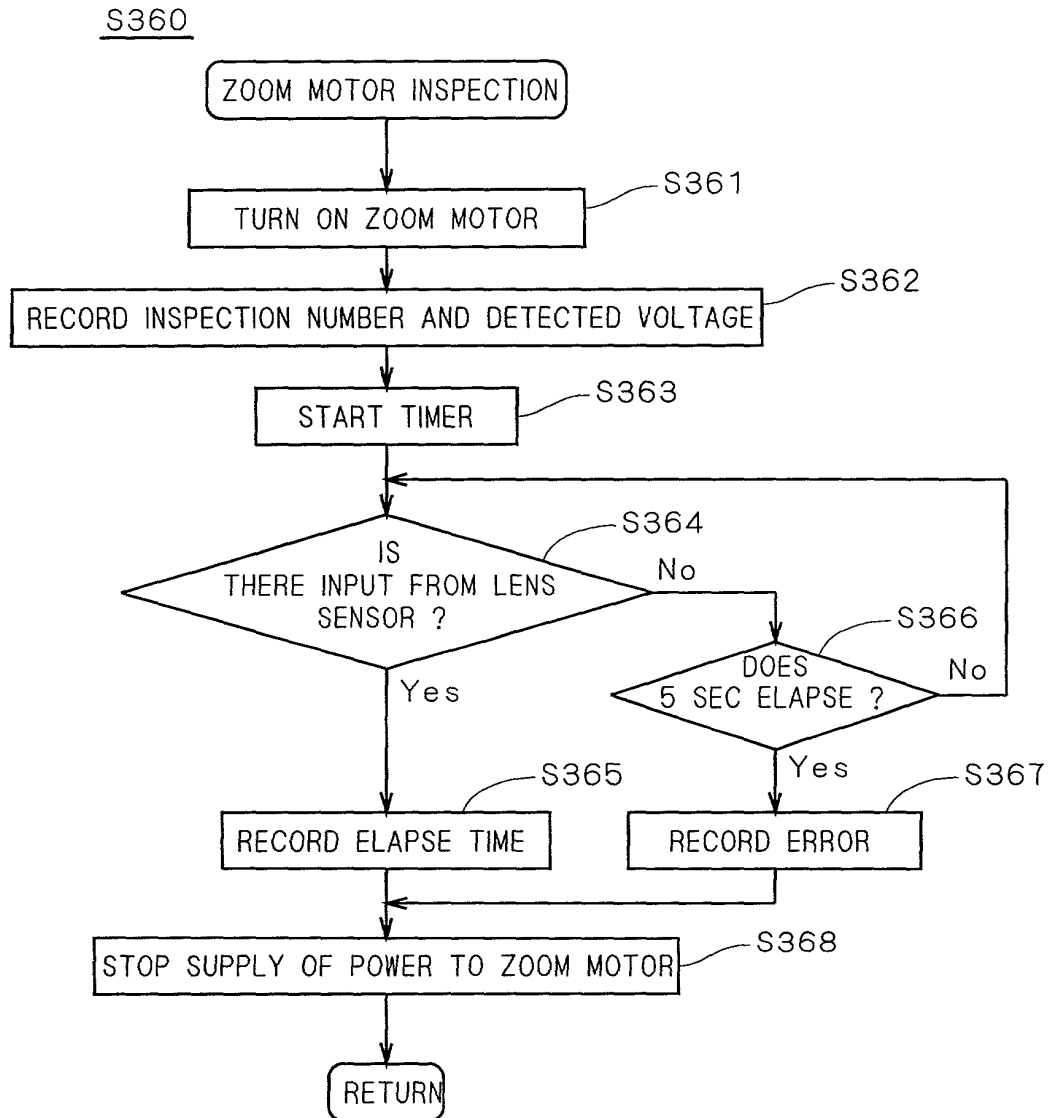 S360
ZOOM MOTOR INSPECTION
S361
TURN ON ZOOM MOTOR
S362
RECORD INSPECTION NUMBER AND DETECTED VOLTAGE
S363
START TIMER
S364
IS
THERE INPUT FROM LENS
SENSOR ?
No
Yes
S366
DOES
5 SEC ELAPSE ?
No
Yes
S365
RECORD ELAPSE TIME
S367
RECORD ERROR
S368
STOP SUPPLY OF POWER TO ZOOM MOTOR
RETURN